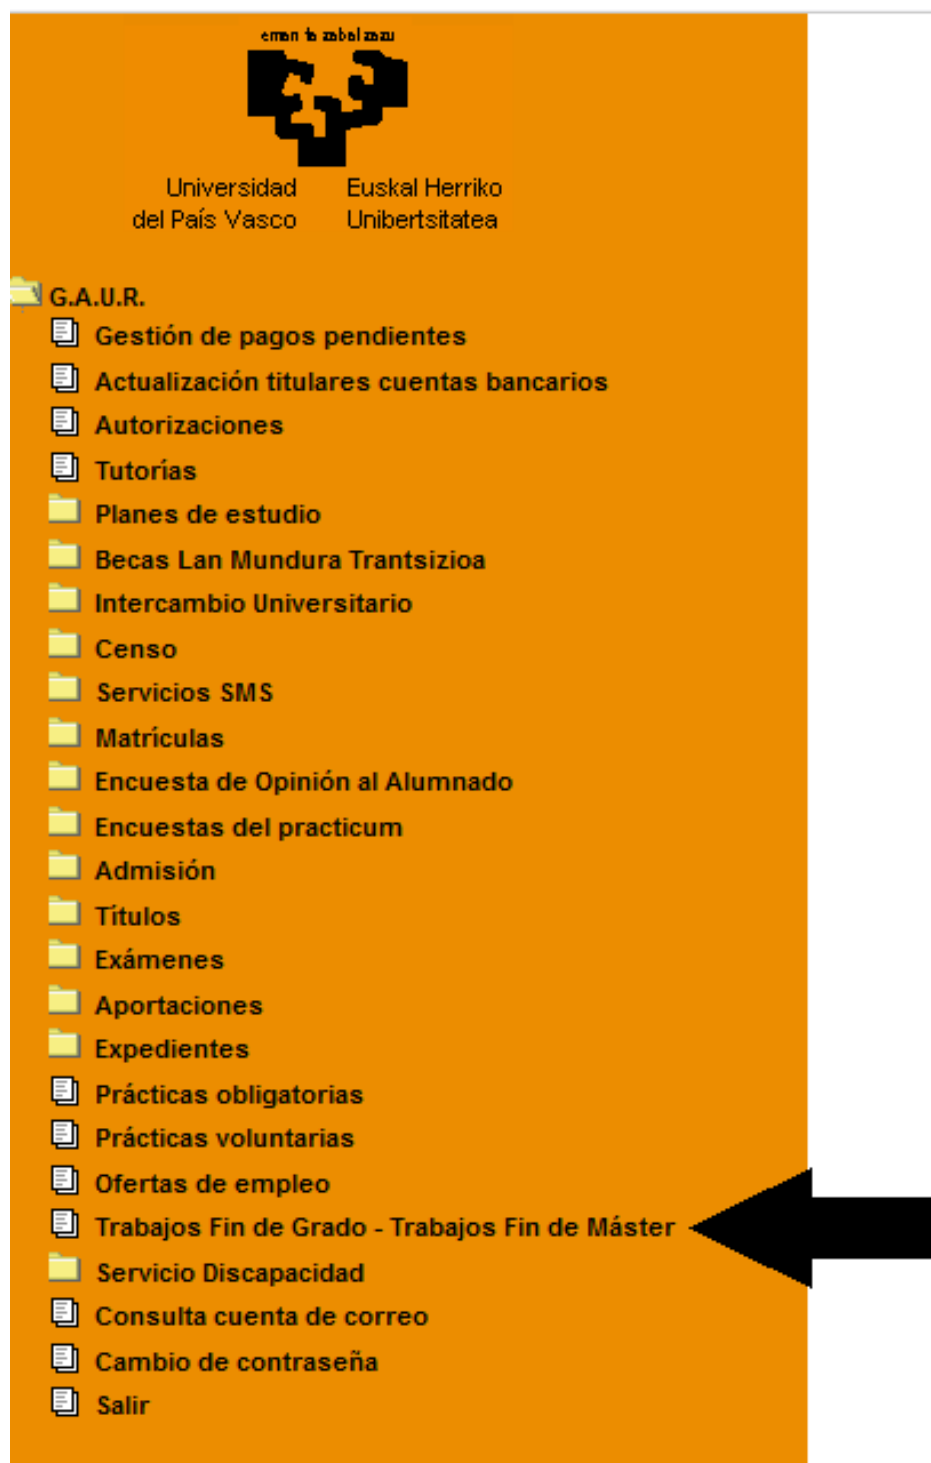 eman ta zabal zazu
Universidad Euskal Herriko
del País Vasco Unibertsitatea
G.A.U.R.
Gestión de pagos pendientes
Actualización titulares cuentas bancarios
Autorizaciones
Tutorías
Planes de estudio
Becas Lan Mundura Trantsizioa
Intercambio Universitario
Censo
Servicios SMS
Matrículas
Encuesta de Opinión al Alumnado
Encuestas del practicum
Admisión
Títulos
Exámenes
Aportaciones
Expedientes
Prácticas obligatorias
Prácticas voluntarias
Ofertas de empleo
Trabajos Fin de Grado - Trabajos Fin de Máster
Servicio Discapacidad
Consulta cuenta de correo
Cambio de contraseña
Salir